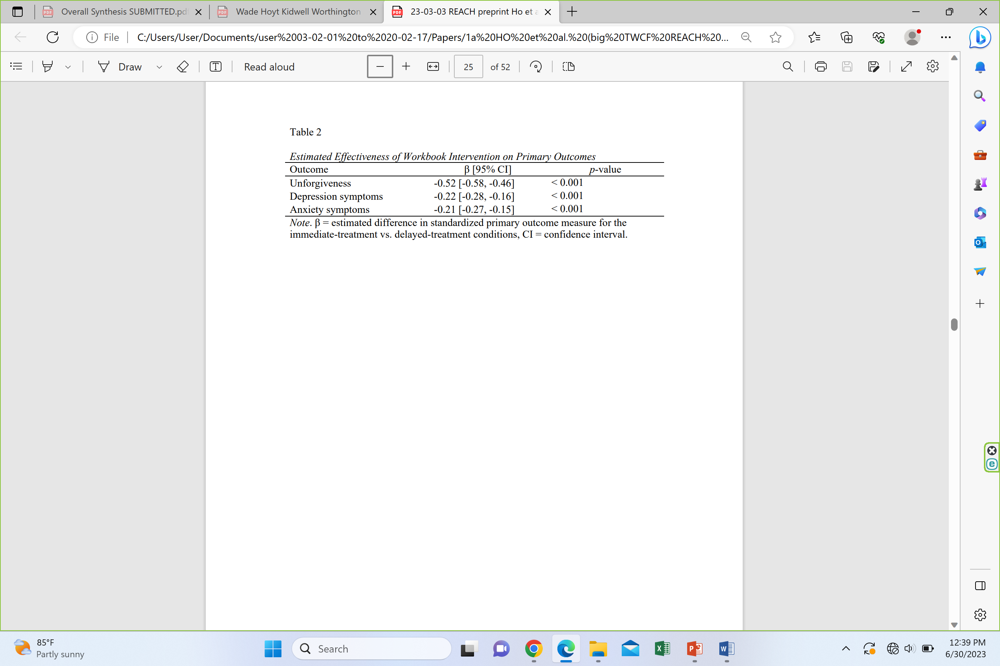 Overall Synthesis SUBMITTED.pdf
Wade Hoyt Kidwell Worthington
23-03-03 REACH preprint Ho et a
File
C:/Users/User/Documents/user%2003-02-01%20to%2020-02-17/Papers/1a%20HO%20et%20al.%20(big%20TWCF%20REACH%20...
Draw
Read aloud
25 of 52
Table 2
Estimated Effectiveness of Workbook Intervention on Primary Outcomes
Outcome β [95% CI] p-value
Unforgiveness -0.52 [-0.58, -0.46] < 0.001
Depression symptoms -0.22 [-0.28, -0.16] < 0.001
Anxiety symptoms -0.21 [-0.27, -0.15] < 0.001
Note. β = estimated difference in standardized primary outcome measure for the
immediate-treatment vs. delayed-treatment conditions, CI = confidence interval.
85°F
Partly sunny
Search
12:39 PM
6/30/2023